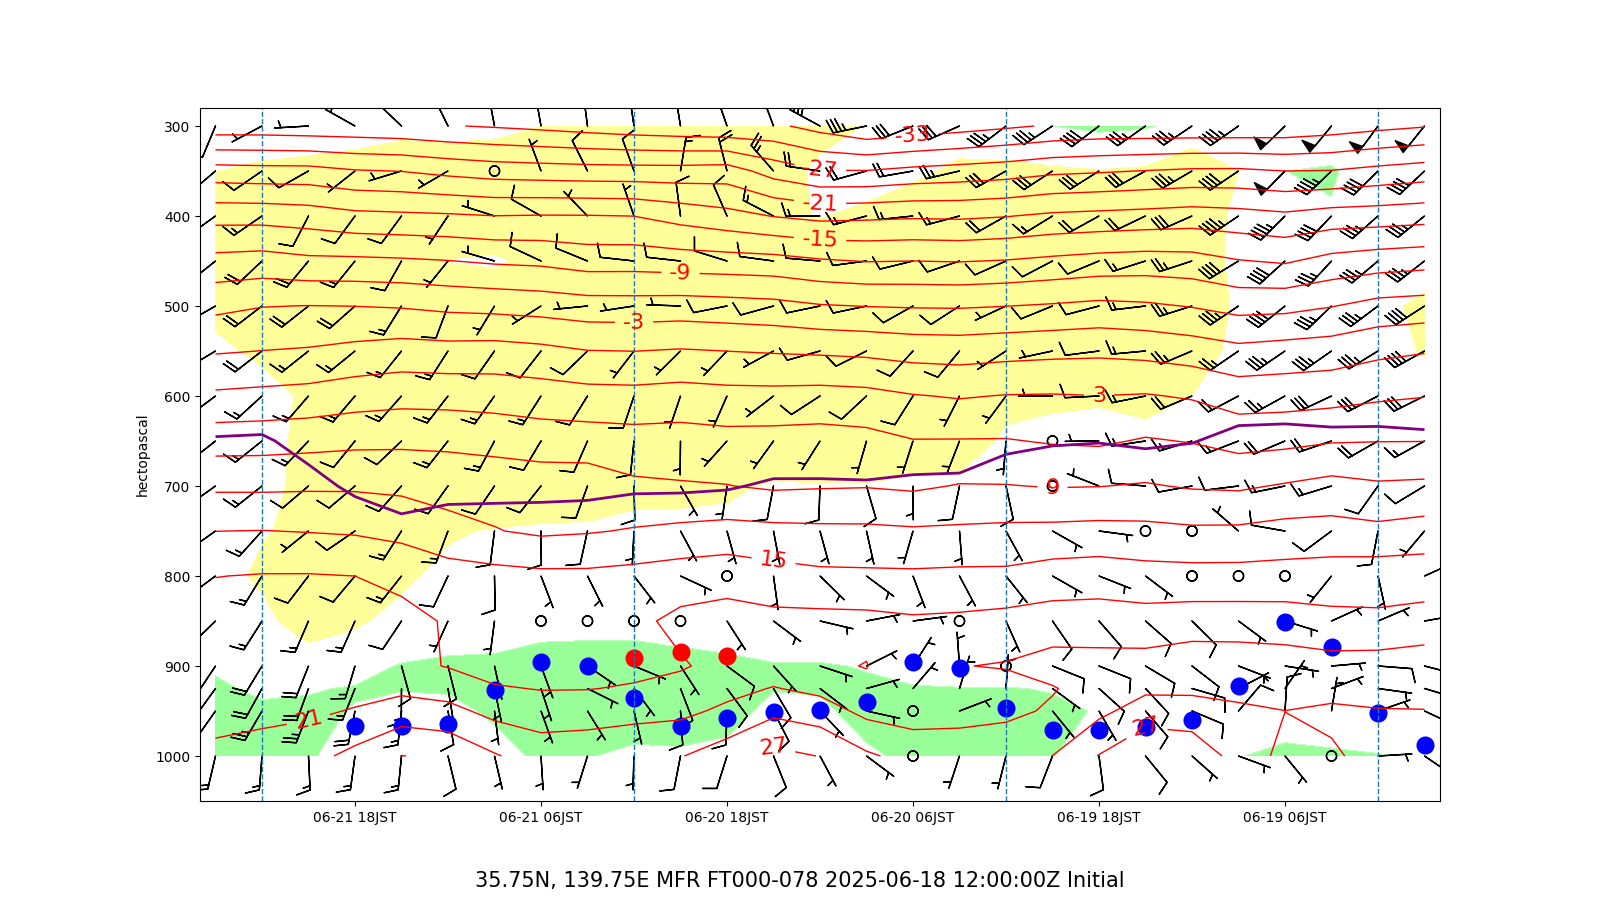 300
400
500
600
700
800
900
1000
hectopascal
-33
-27
-21
-15
-9
-3
3
9
15
21
27
27
06-21 18JST
06-21 06JST
06-20 18JST
06-20 06JST
06-19 18JST
06-19 06JST
35.75N, 139.75E MFR FT000-078 2025-06-18 12:00:00Z Initial